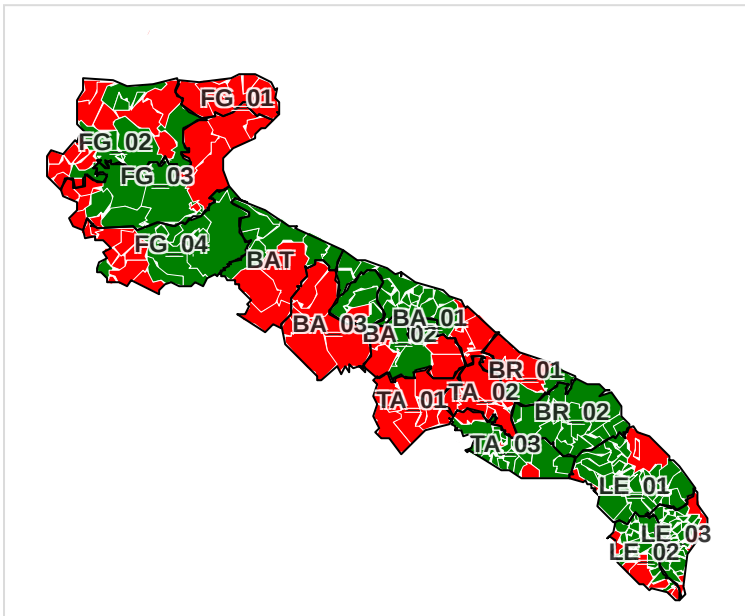 FG_01
FG_02
FG_03
FG_04
BAT
BA_01
BA_03
BA_02
BR_01
TA_02
TA_01
BR_02
TA_03
LE_01
LE_03
LE_02